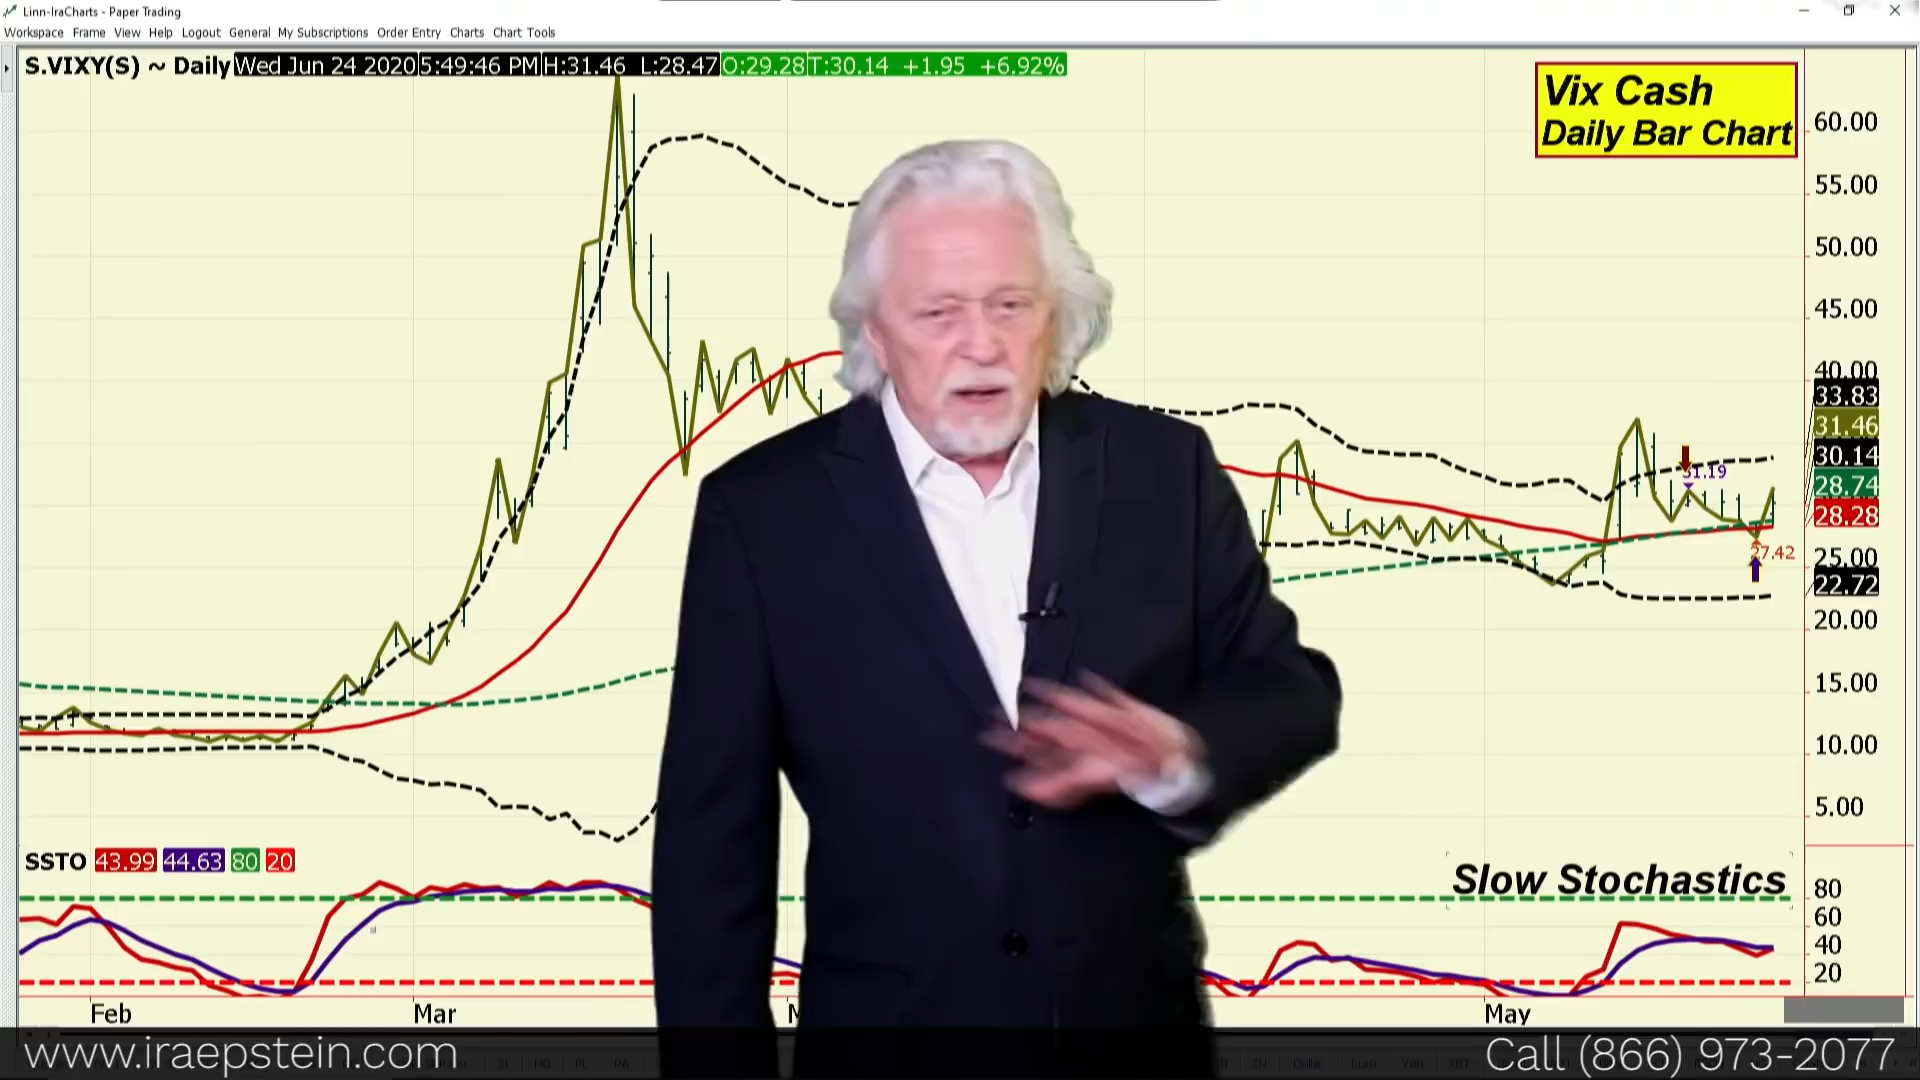 Linn-IraCharts - Paper Trading
Workspace Frame View Help Logout General My Subscriptions Order Entry Charts Chart Tools
S.VIXY(S) ~ Daily Wed Jun 24 2020 5:49:46 PM H:31.46 L:28.47 O:29.28 T:30.14 +1.95 +6.92%
Vix Cash
Daily Bar Chart
60.00
55.00
50.00
45.00
40.00
33.83
31.46
30.14
28.74
28.28
25.00
22.72
20.00
15.00
10.00
5.00
31.19
27.42
SSTO 43.99 44.63 80 20
Slow Stochastics
80
60
40
20
Feb Mar May
www.iraepstein.com
Call (866) 973-2077